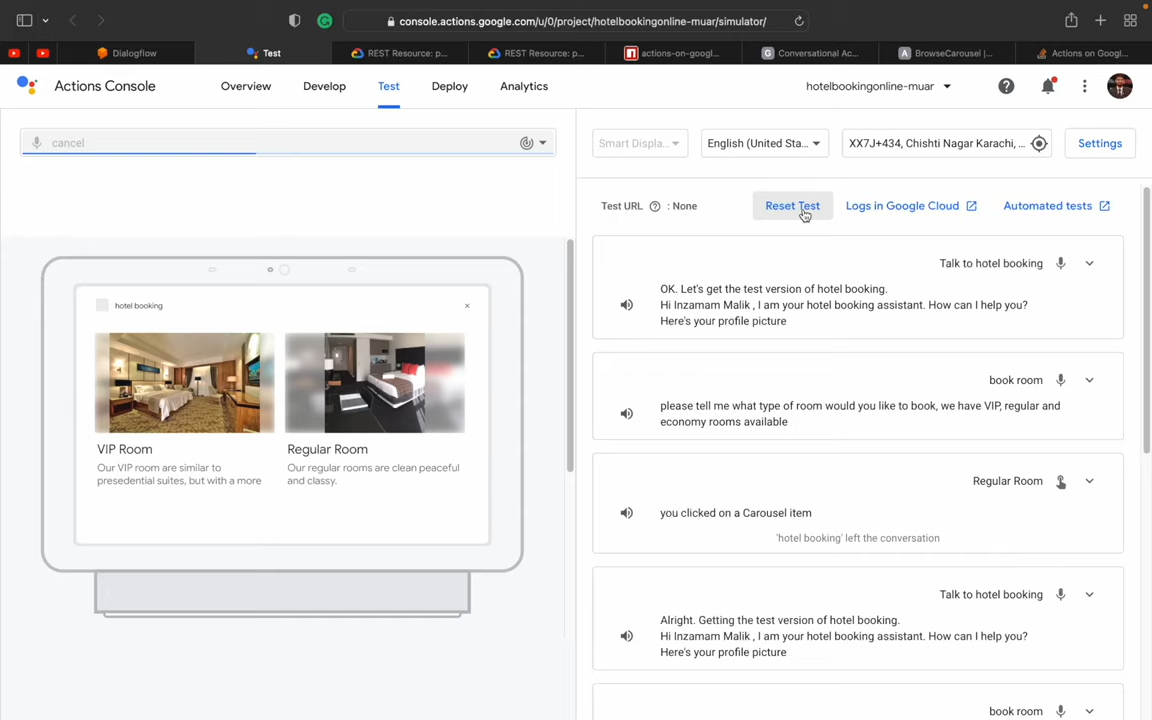 console.actions.google.com/u/0/project/hotelbookingonline-muar/simulator/
Dialogflow
Test
REST Resource: p...
REST Resource: p...
actions-on-googl...
Conversational Ac...
BrowseCarousel |...
Actions on Googl...
Actions Console
Overview
Develop
Test
Deploy
Analytics
hotelbookingonline-muar
cancel
Smart Displa...
English (United Sta...
XX7J+434, Chishti Nagar Karachi, ...
Settings
Test URL : None
Reset Test
Logs in Google Cloud
Automated tests
hotel booking
VIP Room
Our VIP room are similar to
presedential suites, but with a more
Regular Room
Our regular rooms are clean peaceful
and classy.
Talk to hotel booking
OK. Let's get the test version of hotel booking.
Hi Inzamam Malik , I am your hotel booking assistant. How can I help you?
Here's your profile picture
book room
please tell me what type of room would you like to book, we have VIP, regular and
economy rooms available
Regular Room
you clicked on a Carousel item
'hotel booking' left the conversation
Talk to hotel booking
Alright. Getting the test version of hotel booking.
Hi Inzamam Malik , I am your hotel booking assistant. How can I help you?
Here's your profile picture
book room